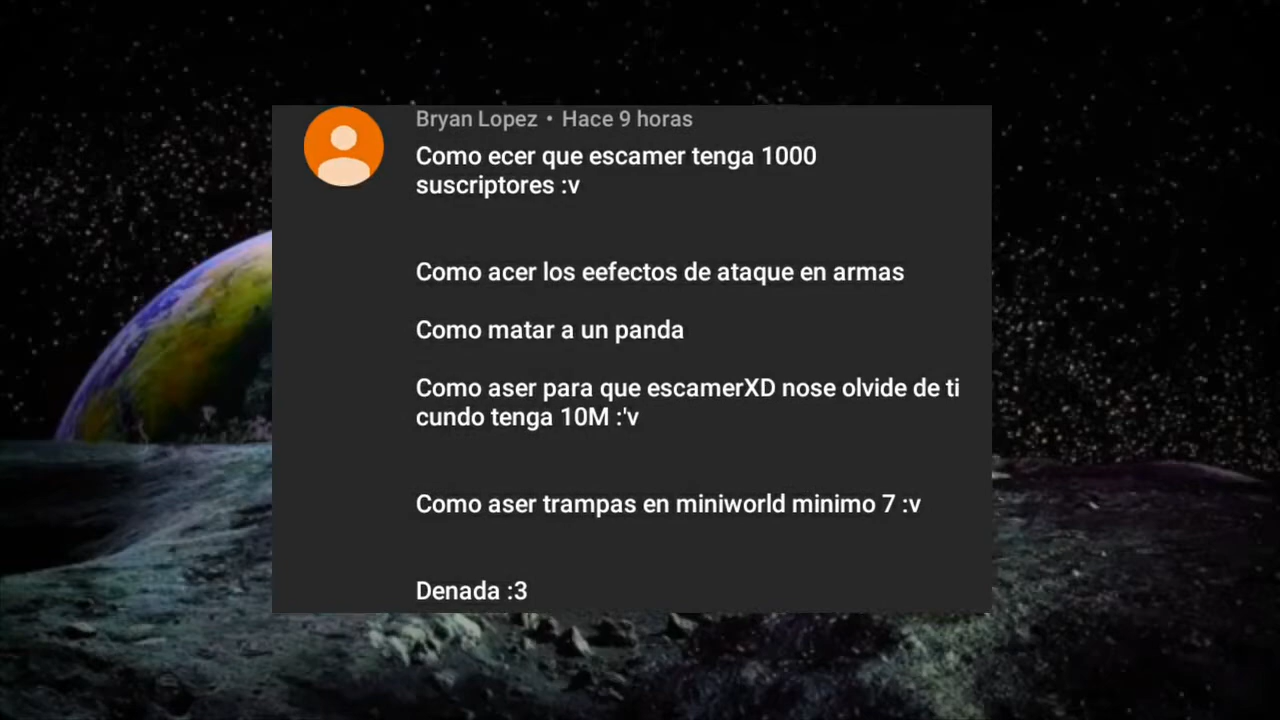 Bryan Lopez • Hace 9 horas
Como ecer que escamer tenga 1000
suscriptores :v
Como acer los eefectos de ataque en armas
Como matar a un panda
Como aser para que escamerXD nose olvide de ti
cundo tenga 10M :'v
Como aser trampas en miniworld minimo 7 :v
Denada :3